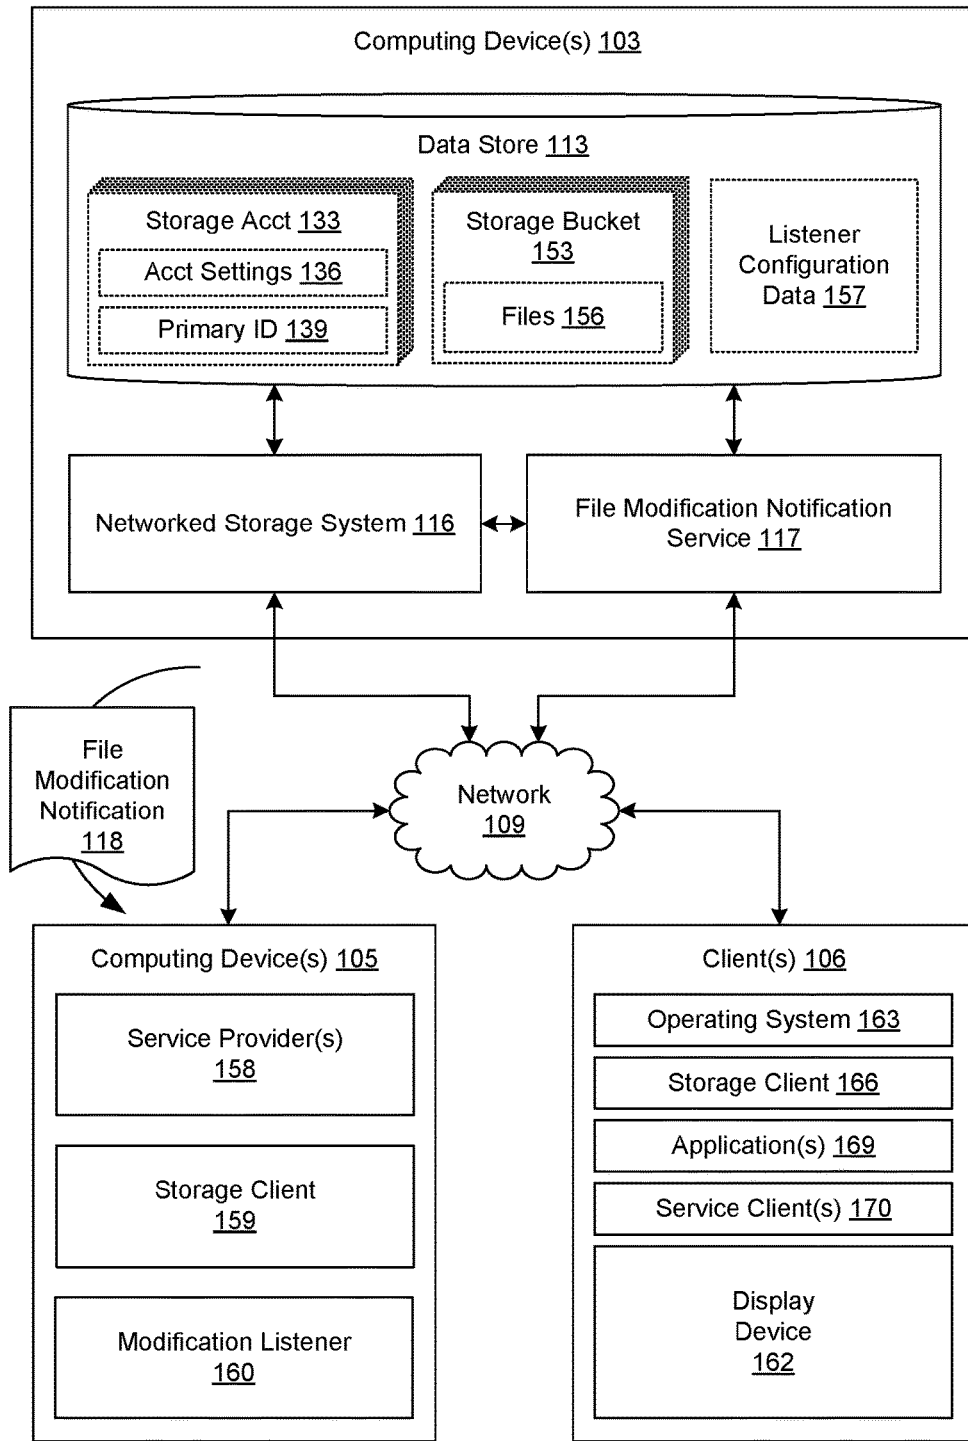 Computing Device(s) 103
Data Store 113
Storage Acct 133
Acct Settings 136
Primary ID 139
Storage Bucket
153
Files 156
Listener
Configuration
Data 157
Networked Storage System 116
File Modification Notification
Service 117
File
Modification
Notification
118
Network
109
Computing Device(s) 105
Service Provider(s)
158
Storage Client
159
Modification Listener
160
Client(s) 106
Operating System 163
Storage Client 166
Application(s) 169
Service Client(s) 170
Display
Device
162